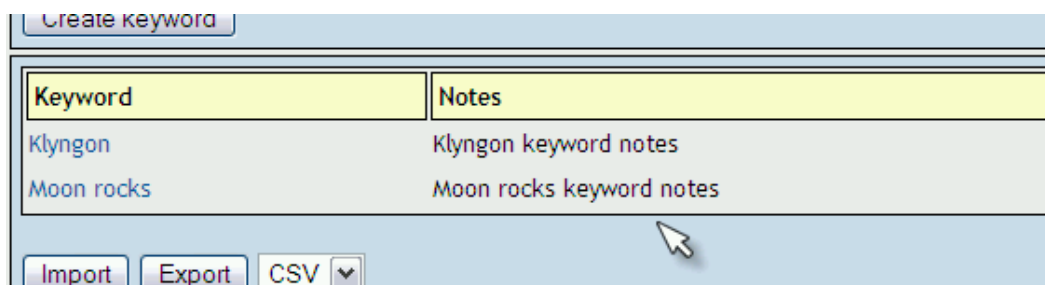 Create keyword
Keyword Notes
Klyngon Klyngon keyword notes
Moon rocks Moon rocks keyword notes
Import Export CSV